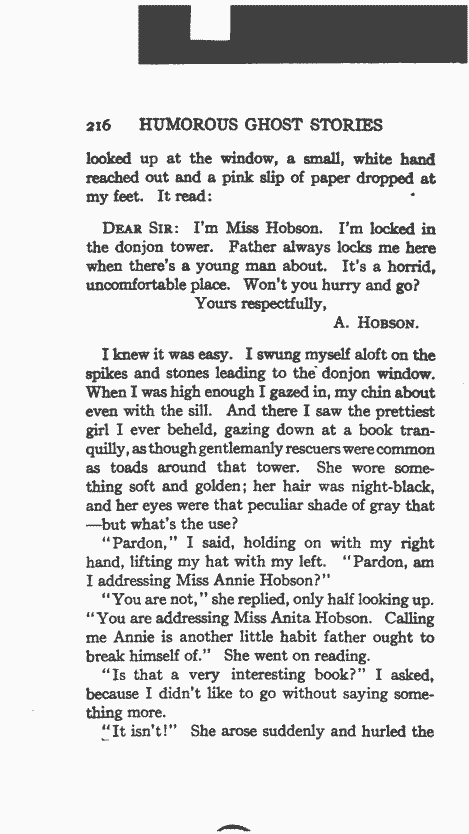 216 HUMOROUS GHOST STORIES
looked up at the window, a small, white hand
reached out and a pink slip of paper dropped at
my feet. It read:
DEAR SIR: I'm Miss Hobson. I'm locked in
the donjon tower. Father always locks me here
when there's a young man about. It's a horrid,
uncomfortable place. Won't you hurry and go?
Yours respectfully,
A. HOBSON.
I knew it was easy. I swung myself aloft on the
spikes and stones leading to the donjon window.
When I was high enough I gazed in, my chin about
even with the sill. And there I saw the prettiest
girl I ever beheld, gazing down at a book tran-
quilly, as though gentlemanly rescuers were common
as toads around that tower. She wore some-
thing soft and golden; her hair was night-black,
and her eyes were that peculiar shade of gray that
—but what's the use?
"Pardon," I said, holding on with my right
hand, lifting my hat with my left. "Pardon, am
I addressing Miss Annie Hobson?"
"You are not," she replied, only half looking up.
"You are addressing Miss Anita Hobson. Calling
me Annie is another little habit father ought to
break himself of." She went on reading.
"Is that a very interesting book?" I asked,
because I didn't like to go without saying some-
thing more.
"It isn't!" She arose suddenly and hurled the